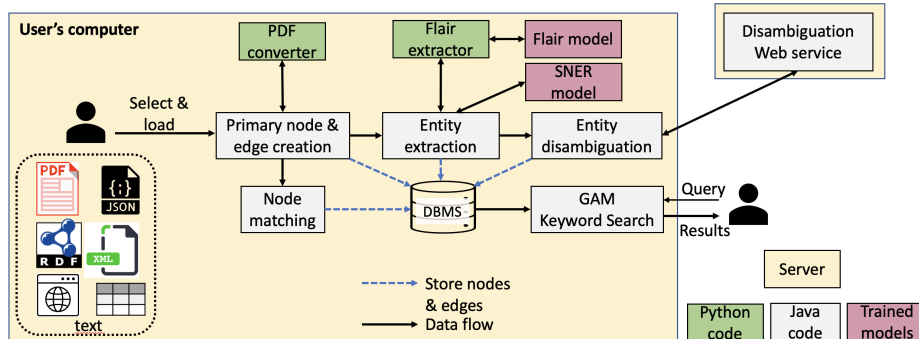 User's computer
PDF
converter
Flair
extractor
Flair model
SNER
model
Disambiguation
Web service
Select &
load
Primary node &
edge creation
Entity
extraction
Entity
disambiguation
PDF
{;}
JSON
Node
matching
DBMS
GAM
Keyword Search
Query
Results
RDF
XML
text
Store nodes
& edges
Data flow
Server
Python
code
Java
code
Trained
models